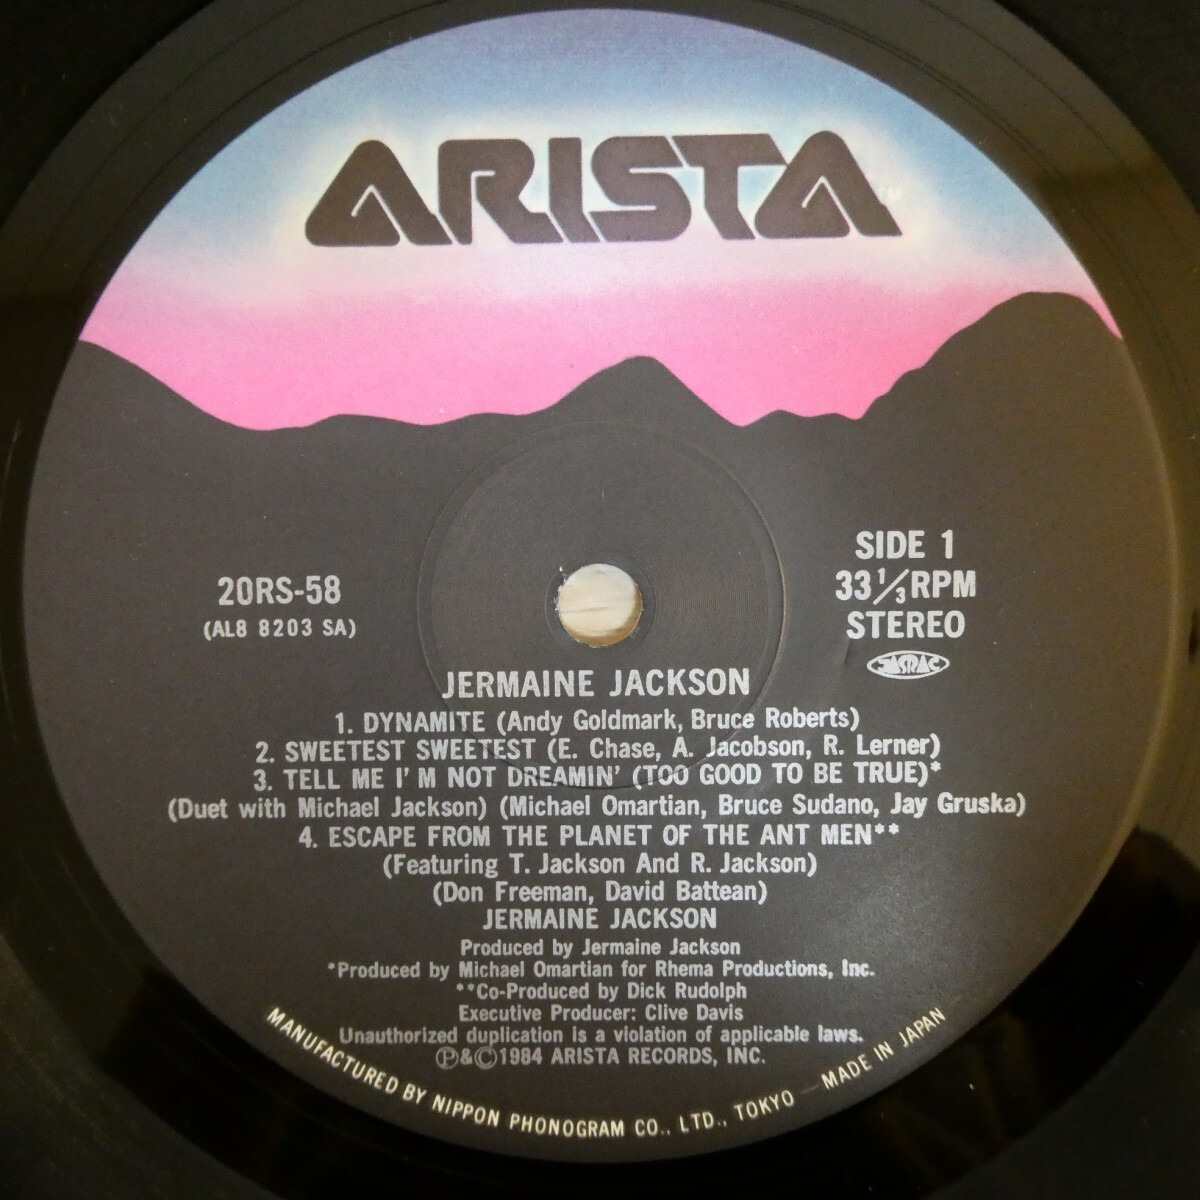 ARISTA
20RS-58
(AL8 8203 SA)
SIDE 1
33 1/3 RPM
STEREO
JASRAC
JERMAINE JACKSON
1. DYNAMITE (Andy Goldmark, Bruce Roberts)
2. SWEETEST SWEETEST (E. Chase, A. Jacobson, R. Lerner)
3. TELL ME I'M NOT DREAMIN' (TOO GOOD TO BE TRUE)*
(Duet with Michael Jackson) (Michael Omartian, Bruce Sudano, Jay Gruska)
4. ESCAPE FROM THE PLANET OF THE ANT MEN**
(Featuring T. Jackson And R. Jackson)
(Don Freeman, David Battean)
JERMAINE JACKSON
Produced by Jermaine Jackson
*Produced by Michael Omartian for Rhema Productions, Inc.
**Co-Produced by Dick Rudolph
Executive Producer: Clive Davis
Unauthorized duplication is a violation of applicable laws.
℗&©1984 ARISTA RECORDS, INC.
MANUFACTURED BY NIPPON PHONOGRAM CO., LTD., TOKYO — MADE IN JAPAN